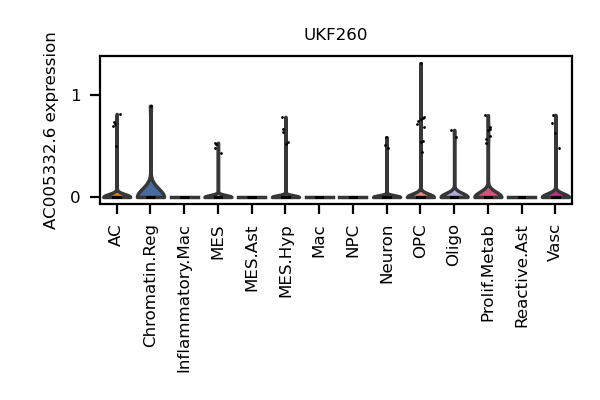 UKF260
AC005332.6 expression
1
0
AC
Chromatin.Reg
Inflammatory.Mac
MES
MES.Ast
MES.Hyp
Mac
NPC
Neuron
OPC
Oligo
Prolif.Metab
Reactive.Ast
Vasc